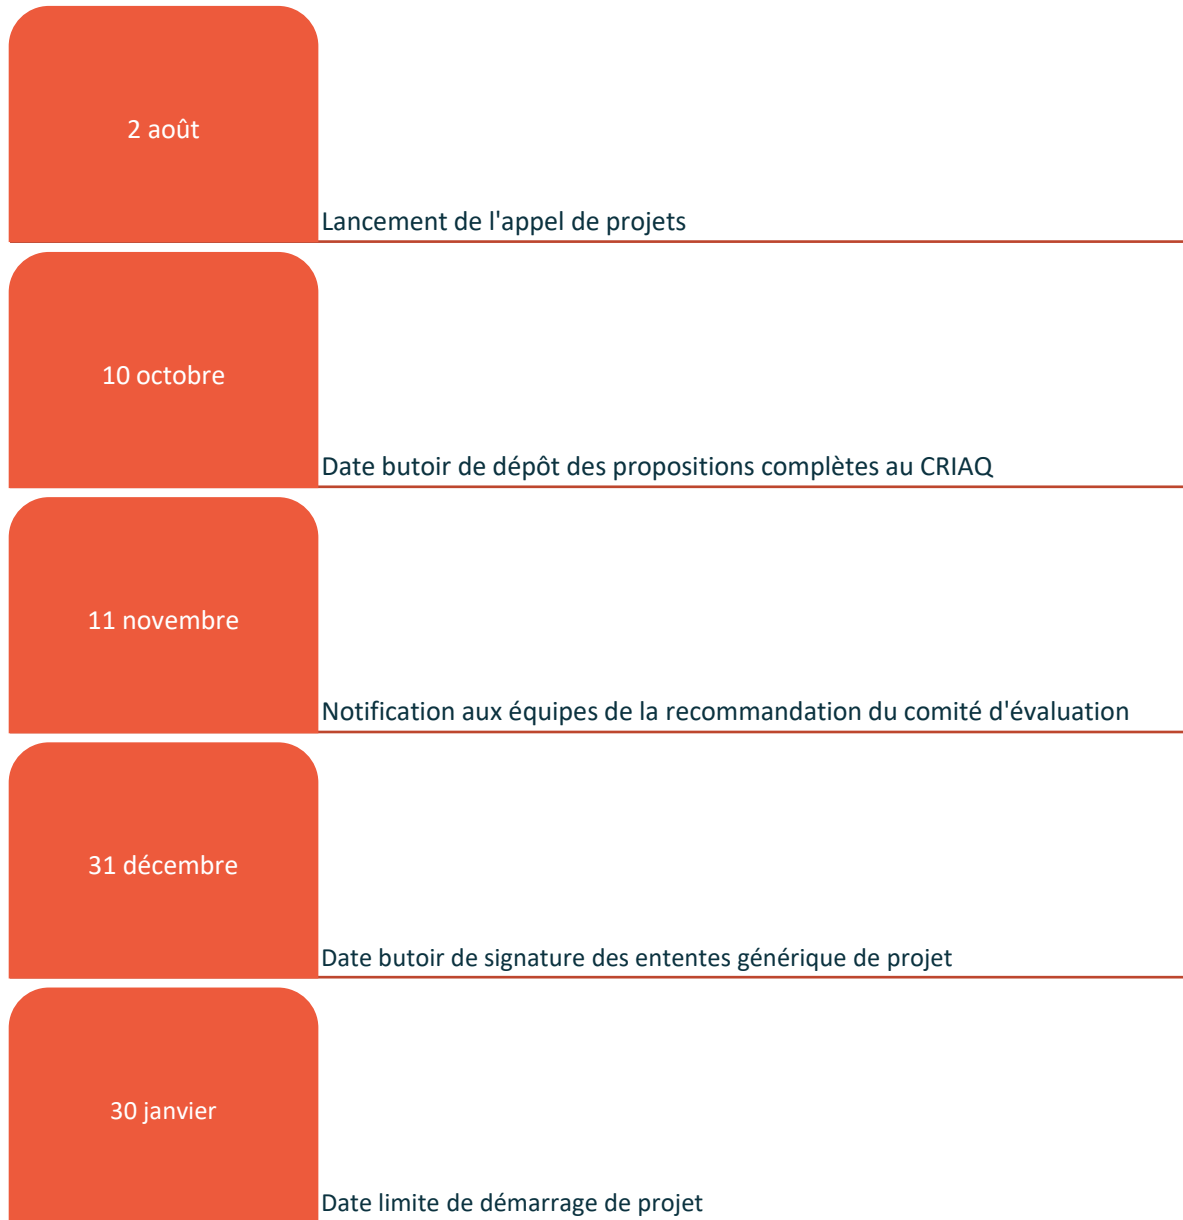 2 août
Lancement de l'appel de projets
10 octobre
Date butoir de dépôt des propositions complètes au CRIAQ
11 novembre
Notification aux équipes de la recommandation du comité d'évaluation
31 décembre
Date butoir de signature des ententes générique de projet
30 janvier
Date limite de démarrage de projet